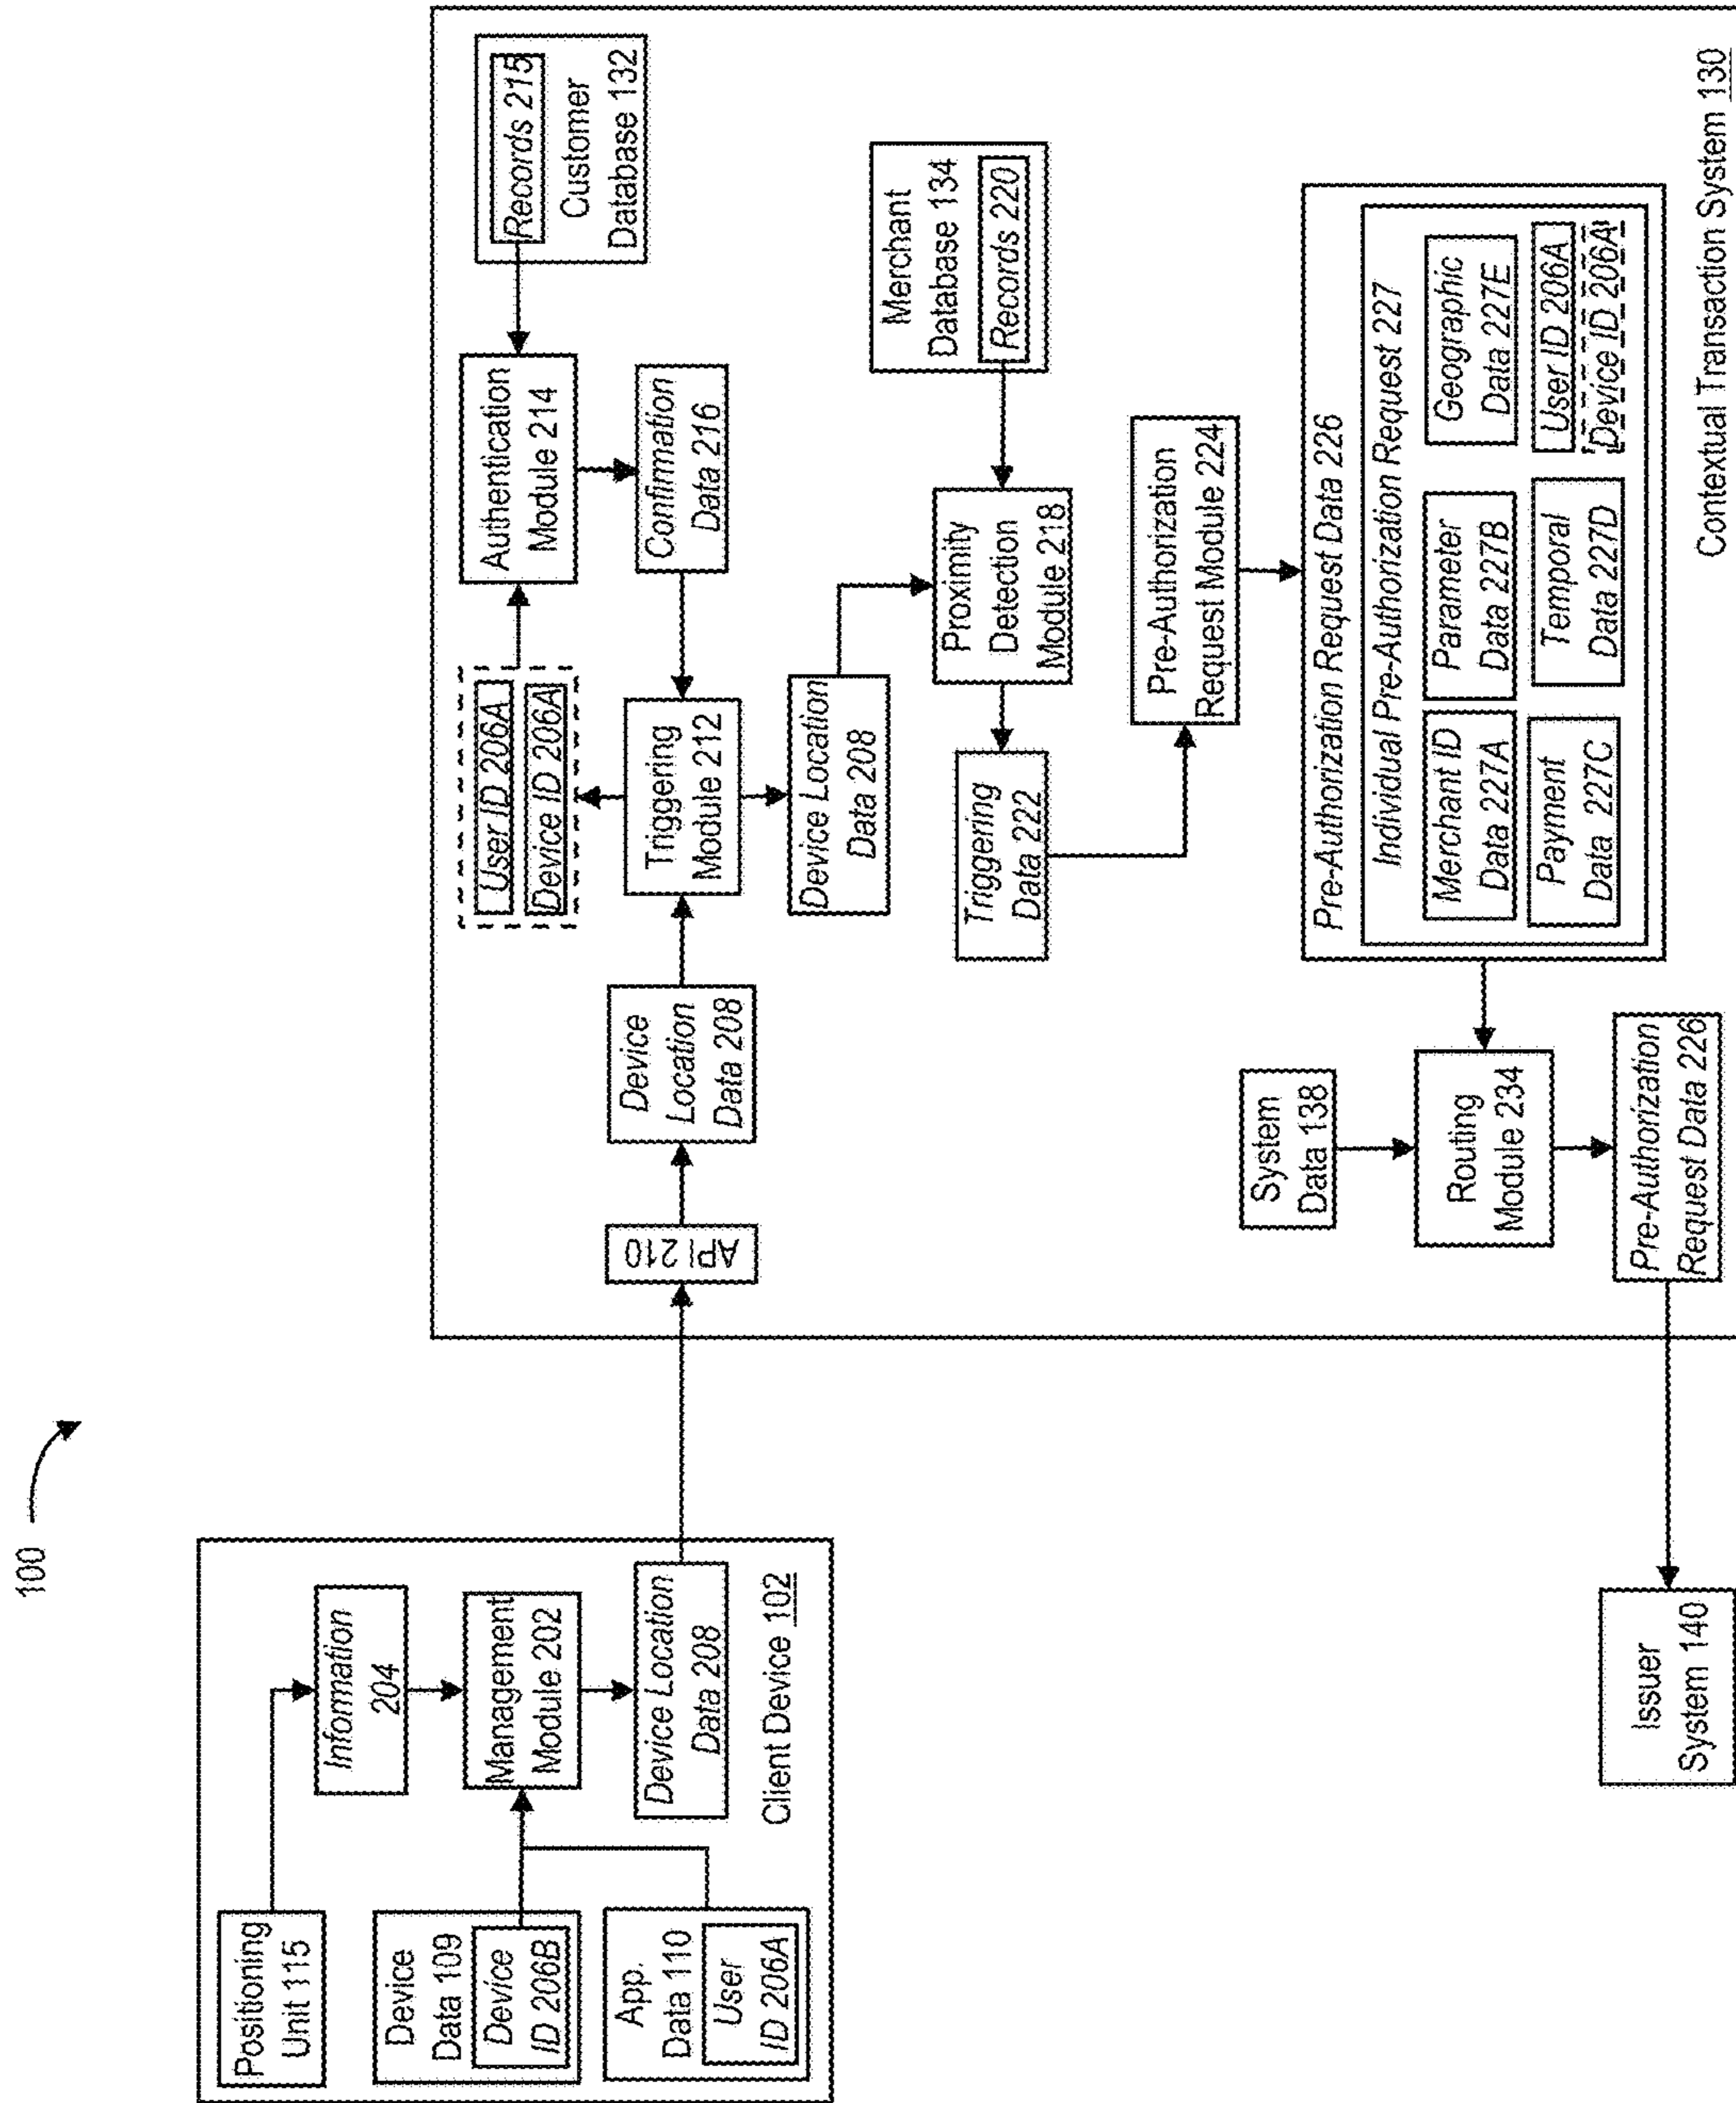 100
Positioning
Unit 115
Information
204
Device
Data 109
Device
ID 206B
Management
Module 202
App.
Data 110
User
ID 206A
Device Location
Data 208
Client Device 102
API 210
Device
Location
Data 208
User ID 206A
Device ID 206A
Triggering
Module 212
Authentication
Module 214
Records 215
Customer
Database 132
Confirmation
Data 216
Device Location
Data 208
Proximity
Detection
Module 218
Merchant
Database 134
Records 220
Triggering
Data 222
Pre-Authorization
Request Module 224
Pre-Authorization Request Data 226
Individual Pre-Authorization Request 227
Merchant ID
Data 227A
Parameter
Data 227B
Geographic
Data 227E
Payment
Data 227C
Temporal
Data 227D
User ID 206A
Device ID 206A
System
Data 138
Routing
Module 234
Pre-Authorization
Request Data 226
Issuer
System 140
Contextual Transaction System 130